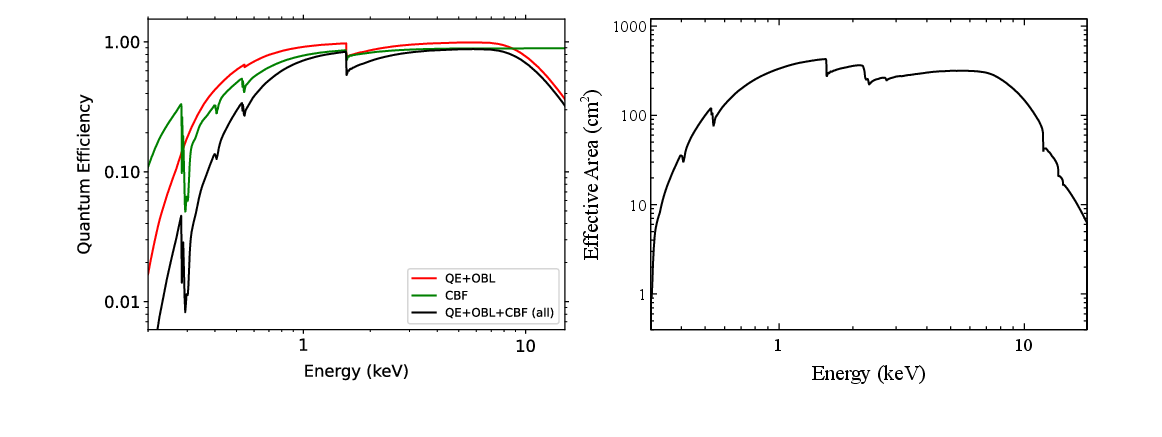 1.00
0.10
0.01
Quantum Efficiency
QE+OBL
CBF
QE+OBL+CBF (all)
1
10
Energy (keV)
1000
100
10
1
Effective Area (cm²)
1
10
Energy (keV)